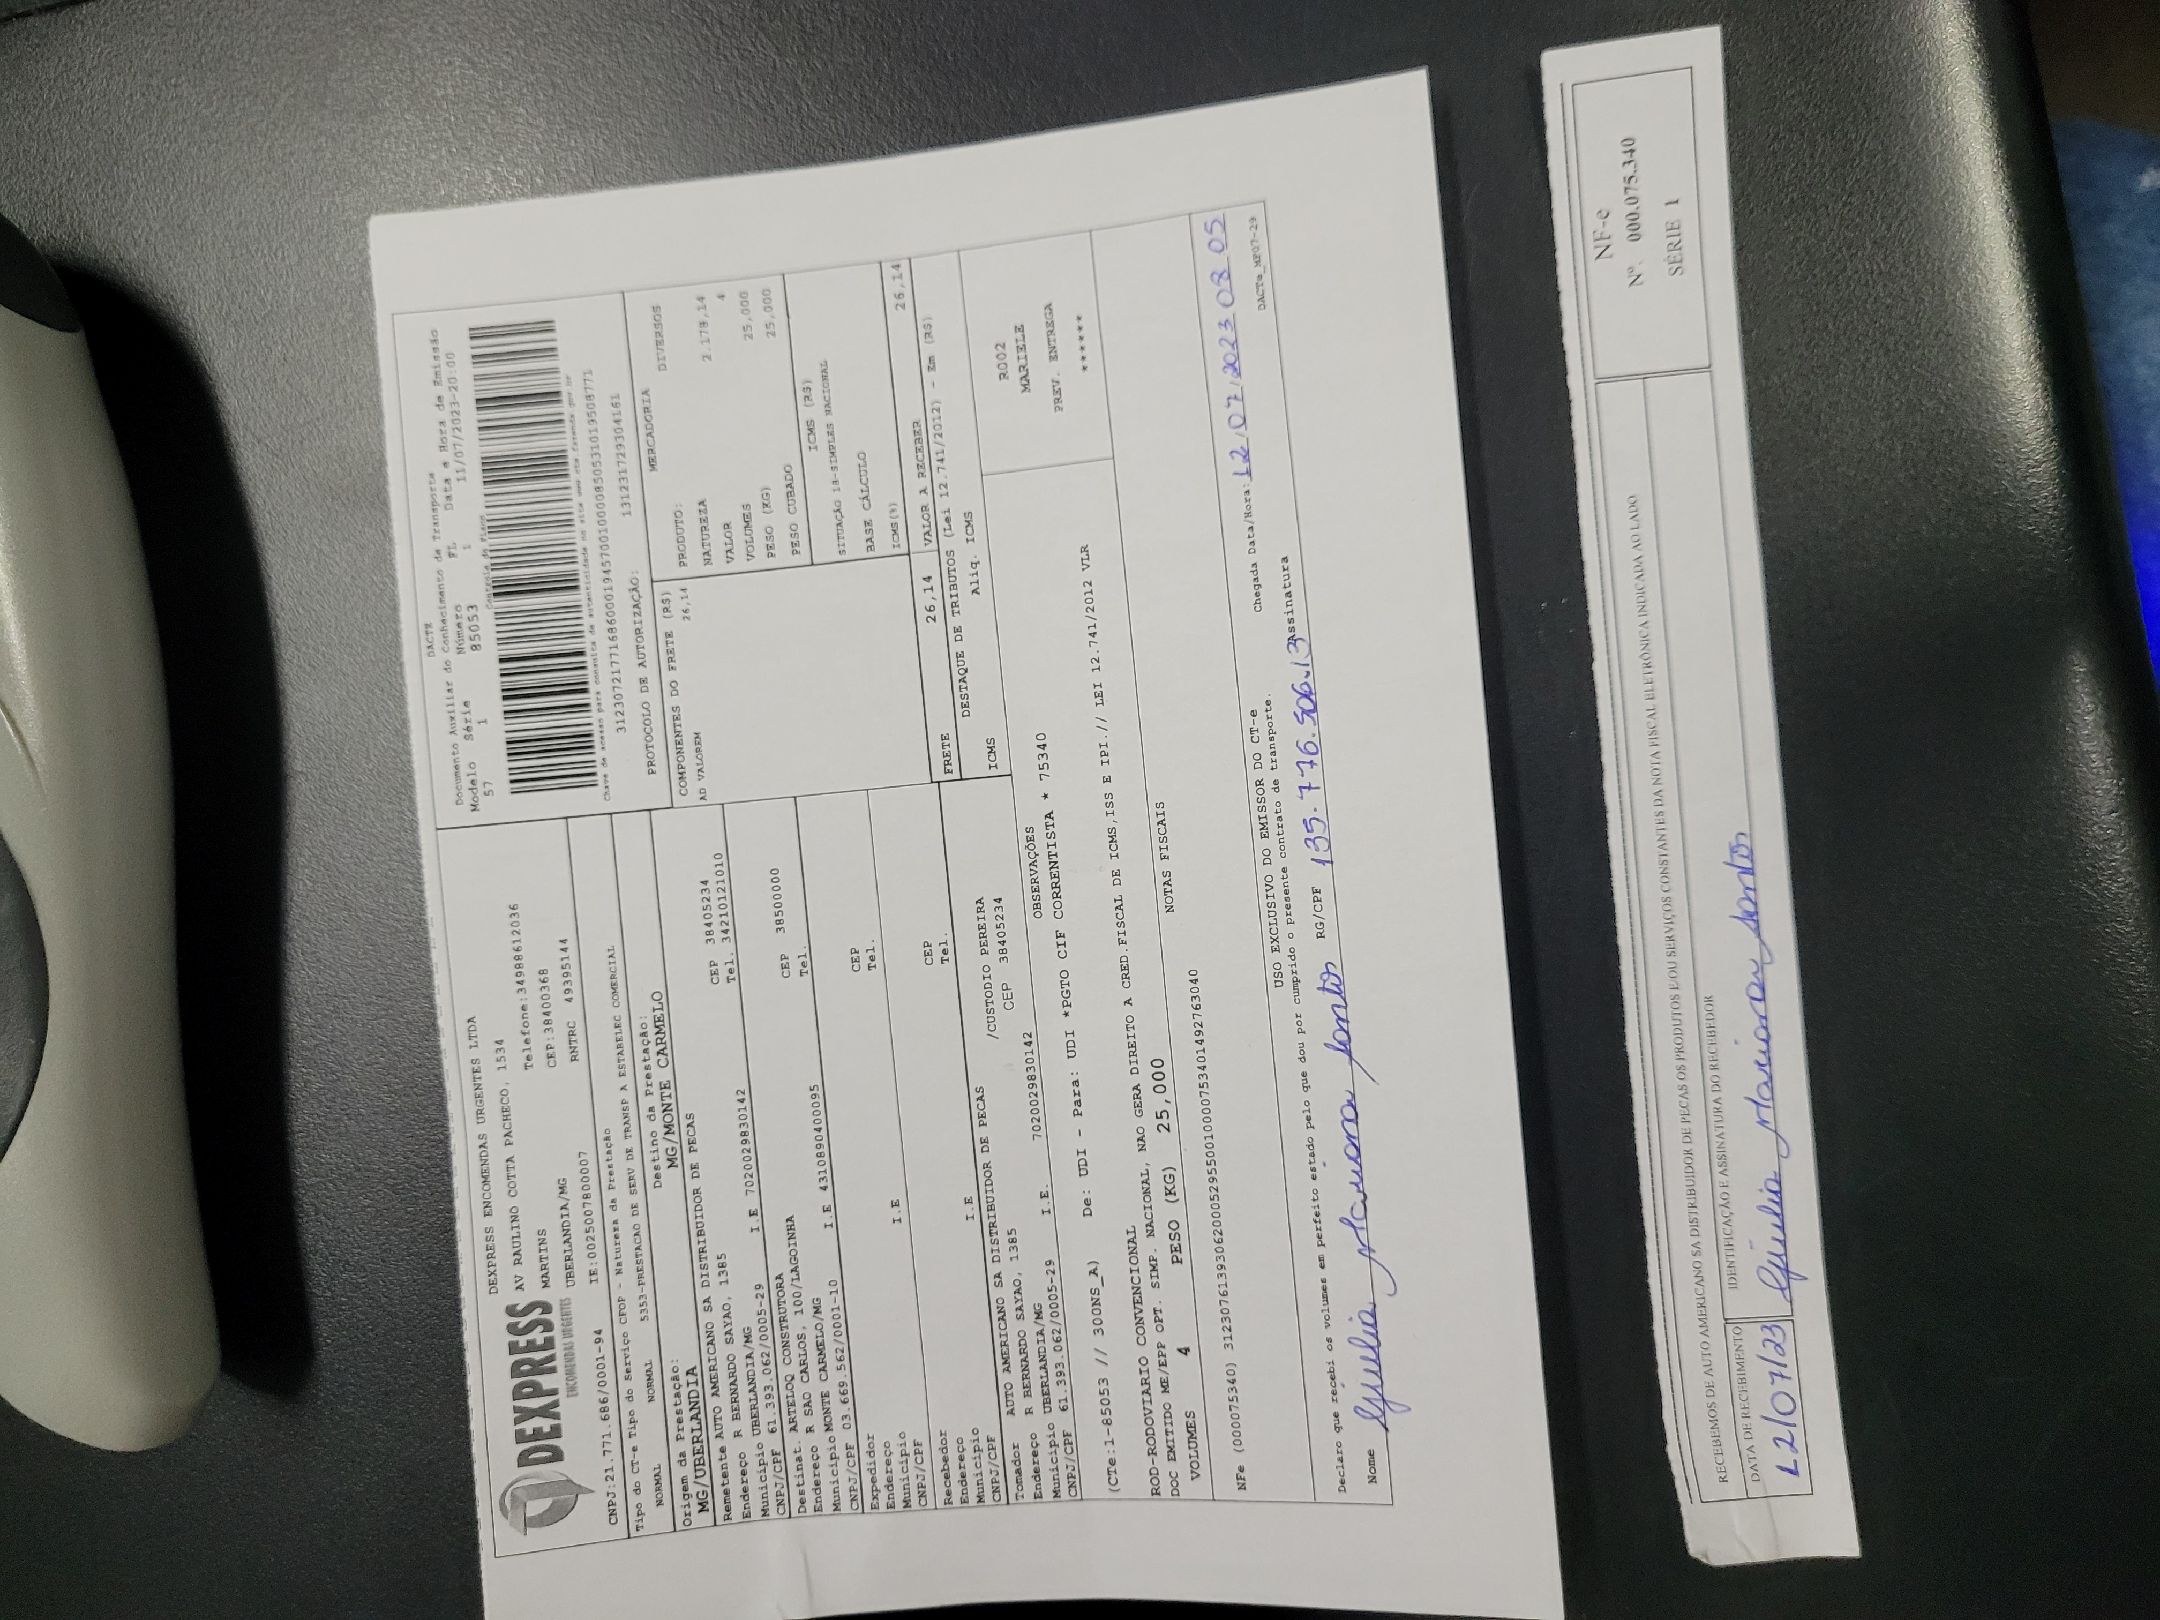 DEXPRESS
ENCOMENDAS URGENTES
DEXPRESS ENCOMENDAS URGENTES LTDA
AV RAULINO COTTA PACHECO, 1534
MARTINS
Telefone:34988612036
UBERLANDIA/MG
CEP:38400368
CNPJ:21.771.686/0001-94
IE:0025007800007
RNTRC 49395144
DACTE
Documento Auxiliar do Conhecimento de Transporte
Modelo Série Número FL Data e Hora de Emissão
57 1 85053 1 11/07/2023-20:00
Controle do Fisco
Chave de acesso para consulta de autenticidade no site www.cte.fazenda.gov.br
31230721771686000194570010000850531019508771
PROTOCOLO DE AUTORIZAÇÃO: 131231729304161
Tipo do CT-e Tipo do Serviço CFOP - Natureza da Prestação
NORMAL NORMAL 5353-PRESTACAO DE SERV DE TRANSP A ESTABELEC COMERCIAL
Origem da Prestação: Destino da Prestação:
MG/UBERLANDIA MG/MONTE CARMELO
Remetente AUTO AMERICANO SA DISTRIBUIDOR DE PECAS
Endereço R BERNARDO SAYAO, 1385 CEP 38405234
Município UBERLANDIA/MG Tel. 34210121010
CNPJ/CPF 61.393.062/0005-29 I.E 7020029830142
Destinat. ARTELOQ CONSTRUTORA
Endereço R SAO CARLOS, 100/LAGOINHA CEP 38500000
Município MONTE CARMELO/MG Tel.
CNPJ/CPF 03.669.562/0001-10 I.E 4310890400095
Expedidor
Endereço CEP
Município Tel.
CNPJ/CPF I.E
Recebedor
Endereço CEP
Município Tel.
CNPJ/CPF I.E
Tomador AUTO AMERICANO SA DISTRIBUIDOR DE PECAS
Endereço R BERNARDO SAYAO, 1385 /CUSTODIO PEREIRA
Município UBERLANDIA/MG CEP 38405234
CNPJ/CPF 61.393.062/0005-29 I.E. 7020029830142
COMPONENTES DO FRETE (R$)
AD VALOREM 26,14
MERCADORIA
PRODUTO:
NATUREZA DIVERSOS
VALOR 2.178,14
VOLUMES 4
PESO (KG) 25,000
PESO CUBADO 25,000
ICMS (R$)
SITUAÇÃO 18-SIMPLES NACIONAL
BASE CÁLCULO
ICMS(%)
FRETE 26,14 VALOR A RECEBER 26,14
DESTAQUE DE TRIBUTOS (Lei 12.741/2012) - Em (R$)
ICMS Aliq. ICMS
OBSERVAÇÕES
(CTe:1-85053 // 300NS_A) De: UDI - Para: UDI *PGTO CIF CORRENTISTA * 75340
R002
MARIELE
PREV. ENTREGA
******
ROD-RODOVIARIO CONVENCIONAL
DOC EMITIDO ME/EPP OPT. SIMP. NACIONAL, NAO GERA DIREITO A CRED.FISCAL DE ICMS,ISS E IPI.// LEI 12.741/2012 VLR
VOLUMES 4 PESO (KG) 25,000 NOTAS FISCAIS
NFe (000075340) 31230761393062000529550010000753401492763040
USO EXCLUSIVO DO EMISSOR DO CT-e
Chegada Data/Hora: 12/07/2023 08 05
Declaro que recebi os volumes em perfeito estado pelo que dou por cumprido o presente contrato de transporte.
Nome Gjulia Mariana Santos RG/CPF 135.776.506.13 Assinatura
DACTe_MP07-29
RECEBEMOS DE AUTO AMERICANO SA DISTRIBUIDOR DE PECAS OS PRODUTOS E/OU SERVIÇOS CONSTANTES DA NOTA FISCAL ELETRÔNICA INDICADA AO LADO
DATA DE RECEBIMENTO IDENTIFICAÇÃO E ASSINATURA DO RECEBEDOR
12/07/23 Gjulia Mariana Santos
NF-e
Nº. 000.075.340
SÉRIE 1